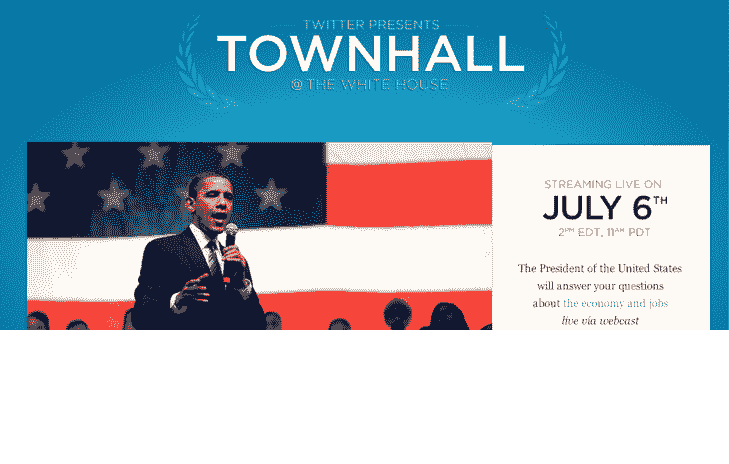 TWITTER PRESENTS
TOWNHALL
@ THE WHITE HOUSE
STREAMING LIVE ON
JULY 6TH
2PM EDT, 11AM PDT
The President of the United States
will answer your questions
about the economy and jobs
live via webcast